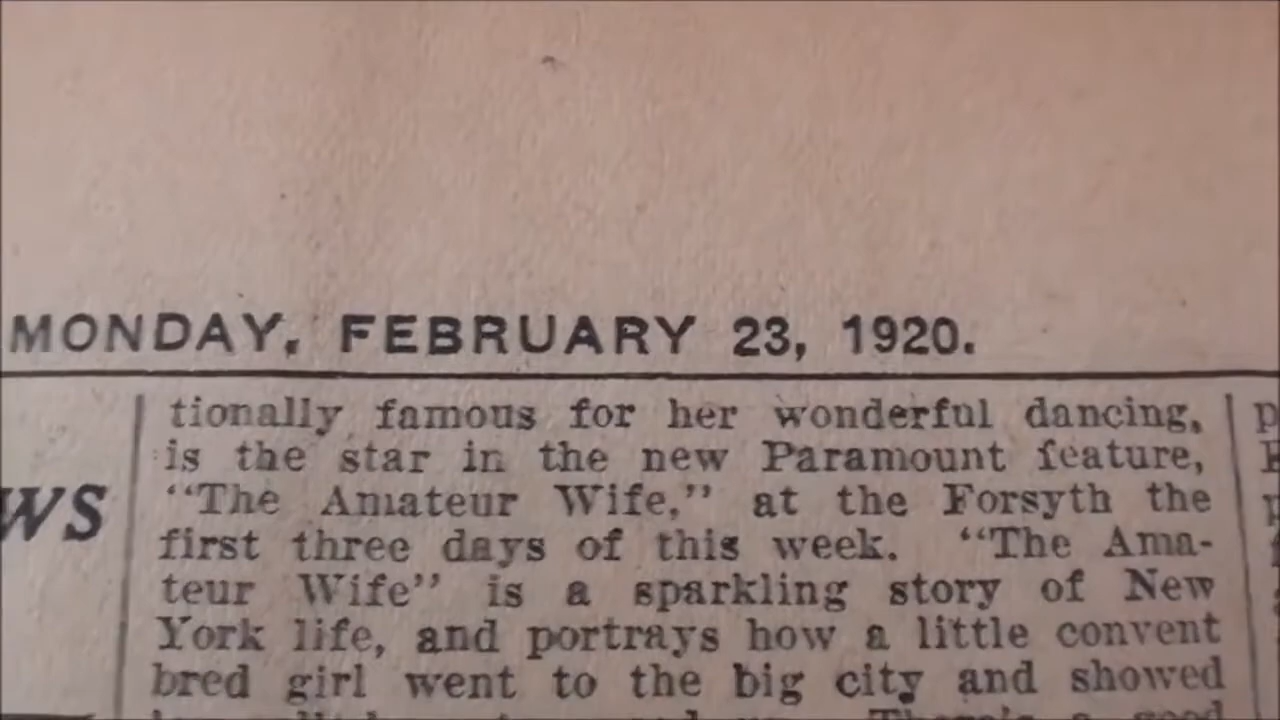 MONDAY, FEBRUARY 23, 1920.
WS
tionally famous for her wonderful dancing,
is the star in the new Paramount feature,
“The Amateur Wife,” at the Forsyth the
first three days of this week. “The Ama-
teur Wife” is a sparkling story of New
York life, and portrays how a little convent
bred girl went to the big city and showed